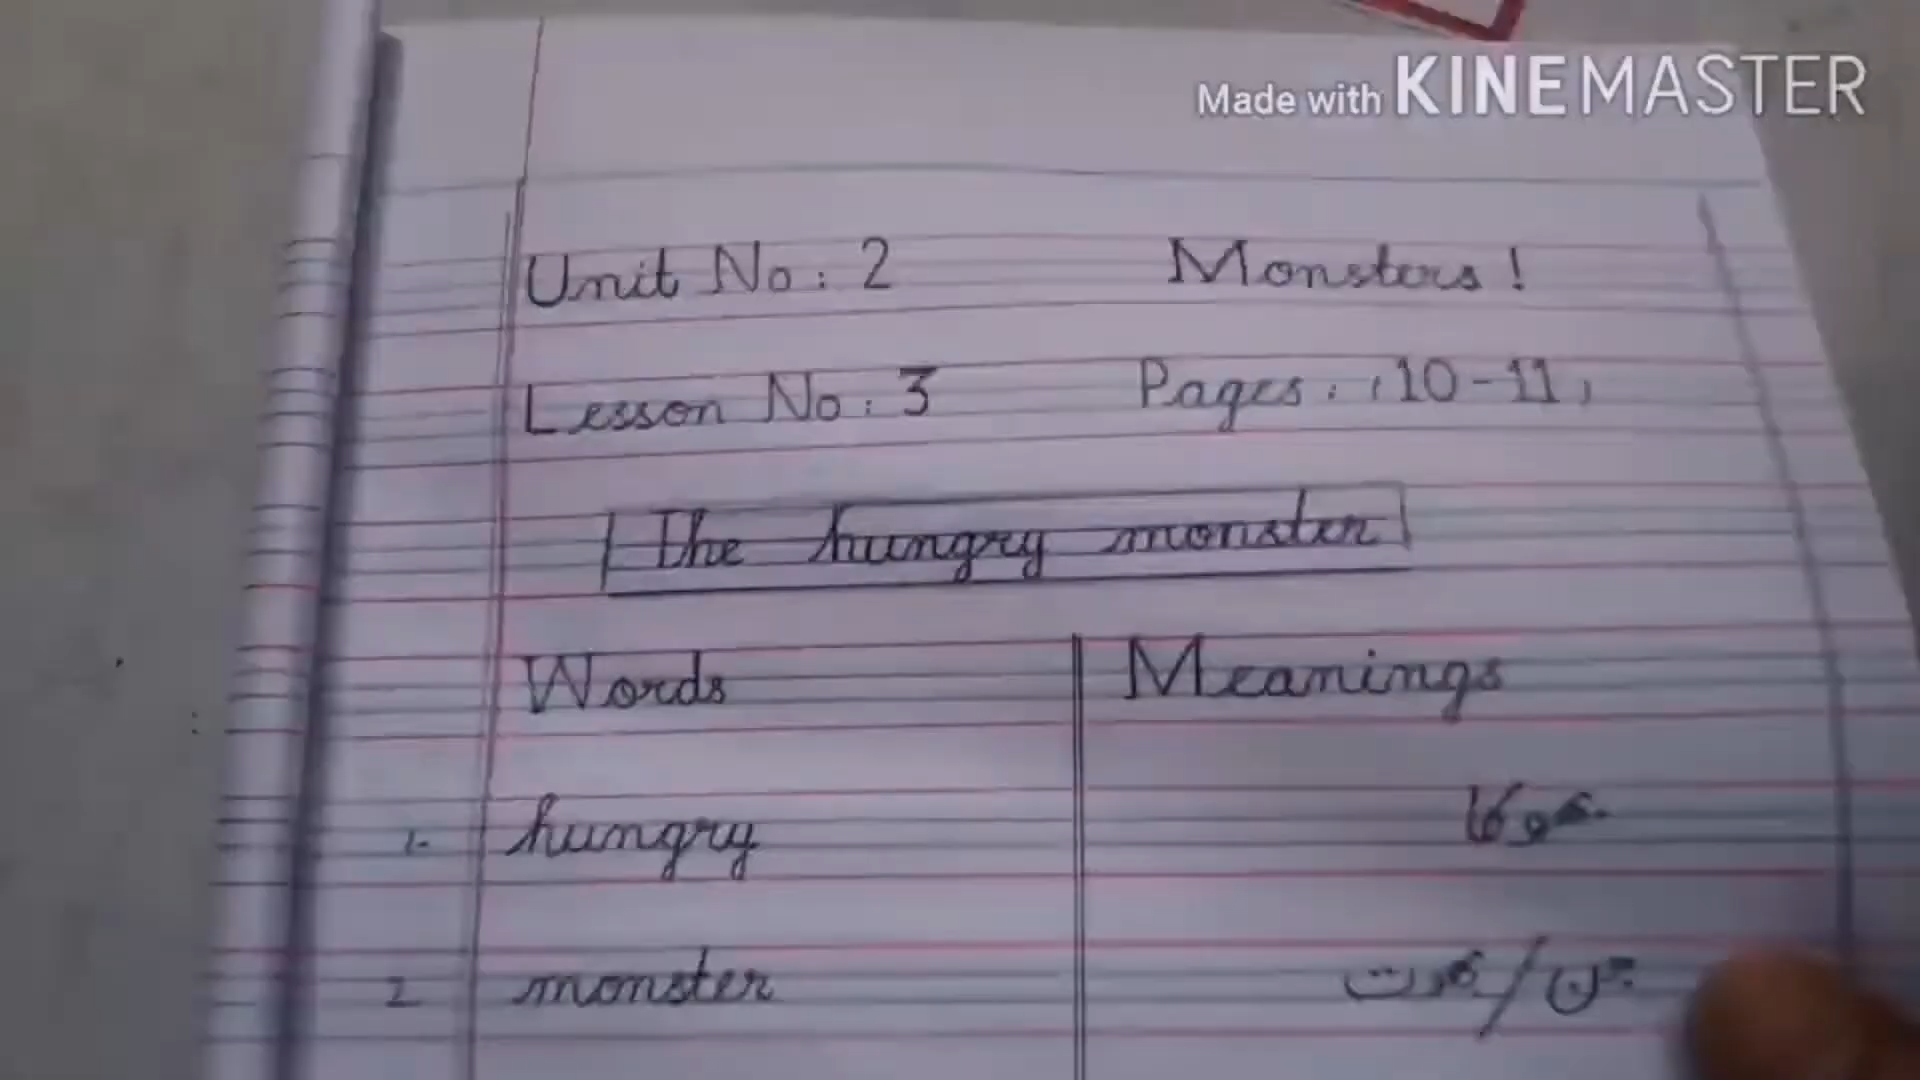 Made with KINEMASTER
Unit No: 2 Monsters!
Lesson No: 3 Pages: (10-11)
The hungry monster
Words Meanings
1. hungry بھوکا
2 monster جن/بھوت